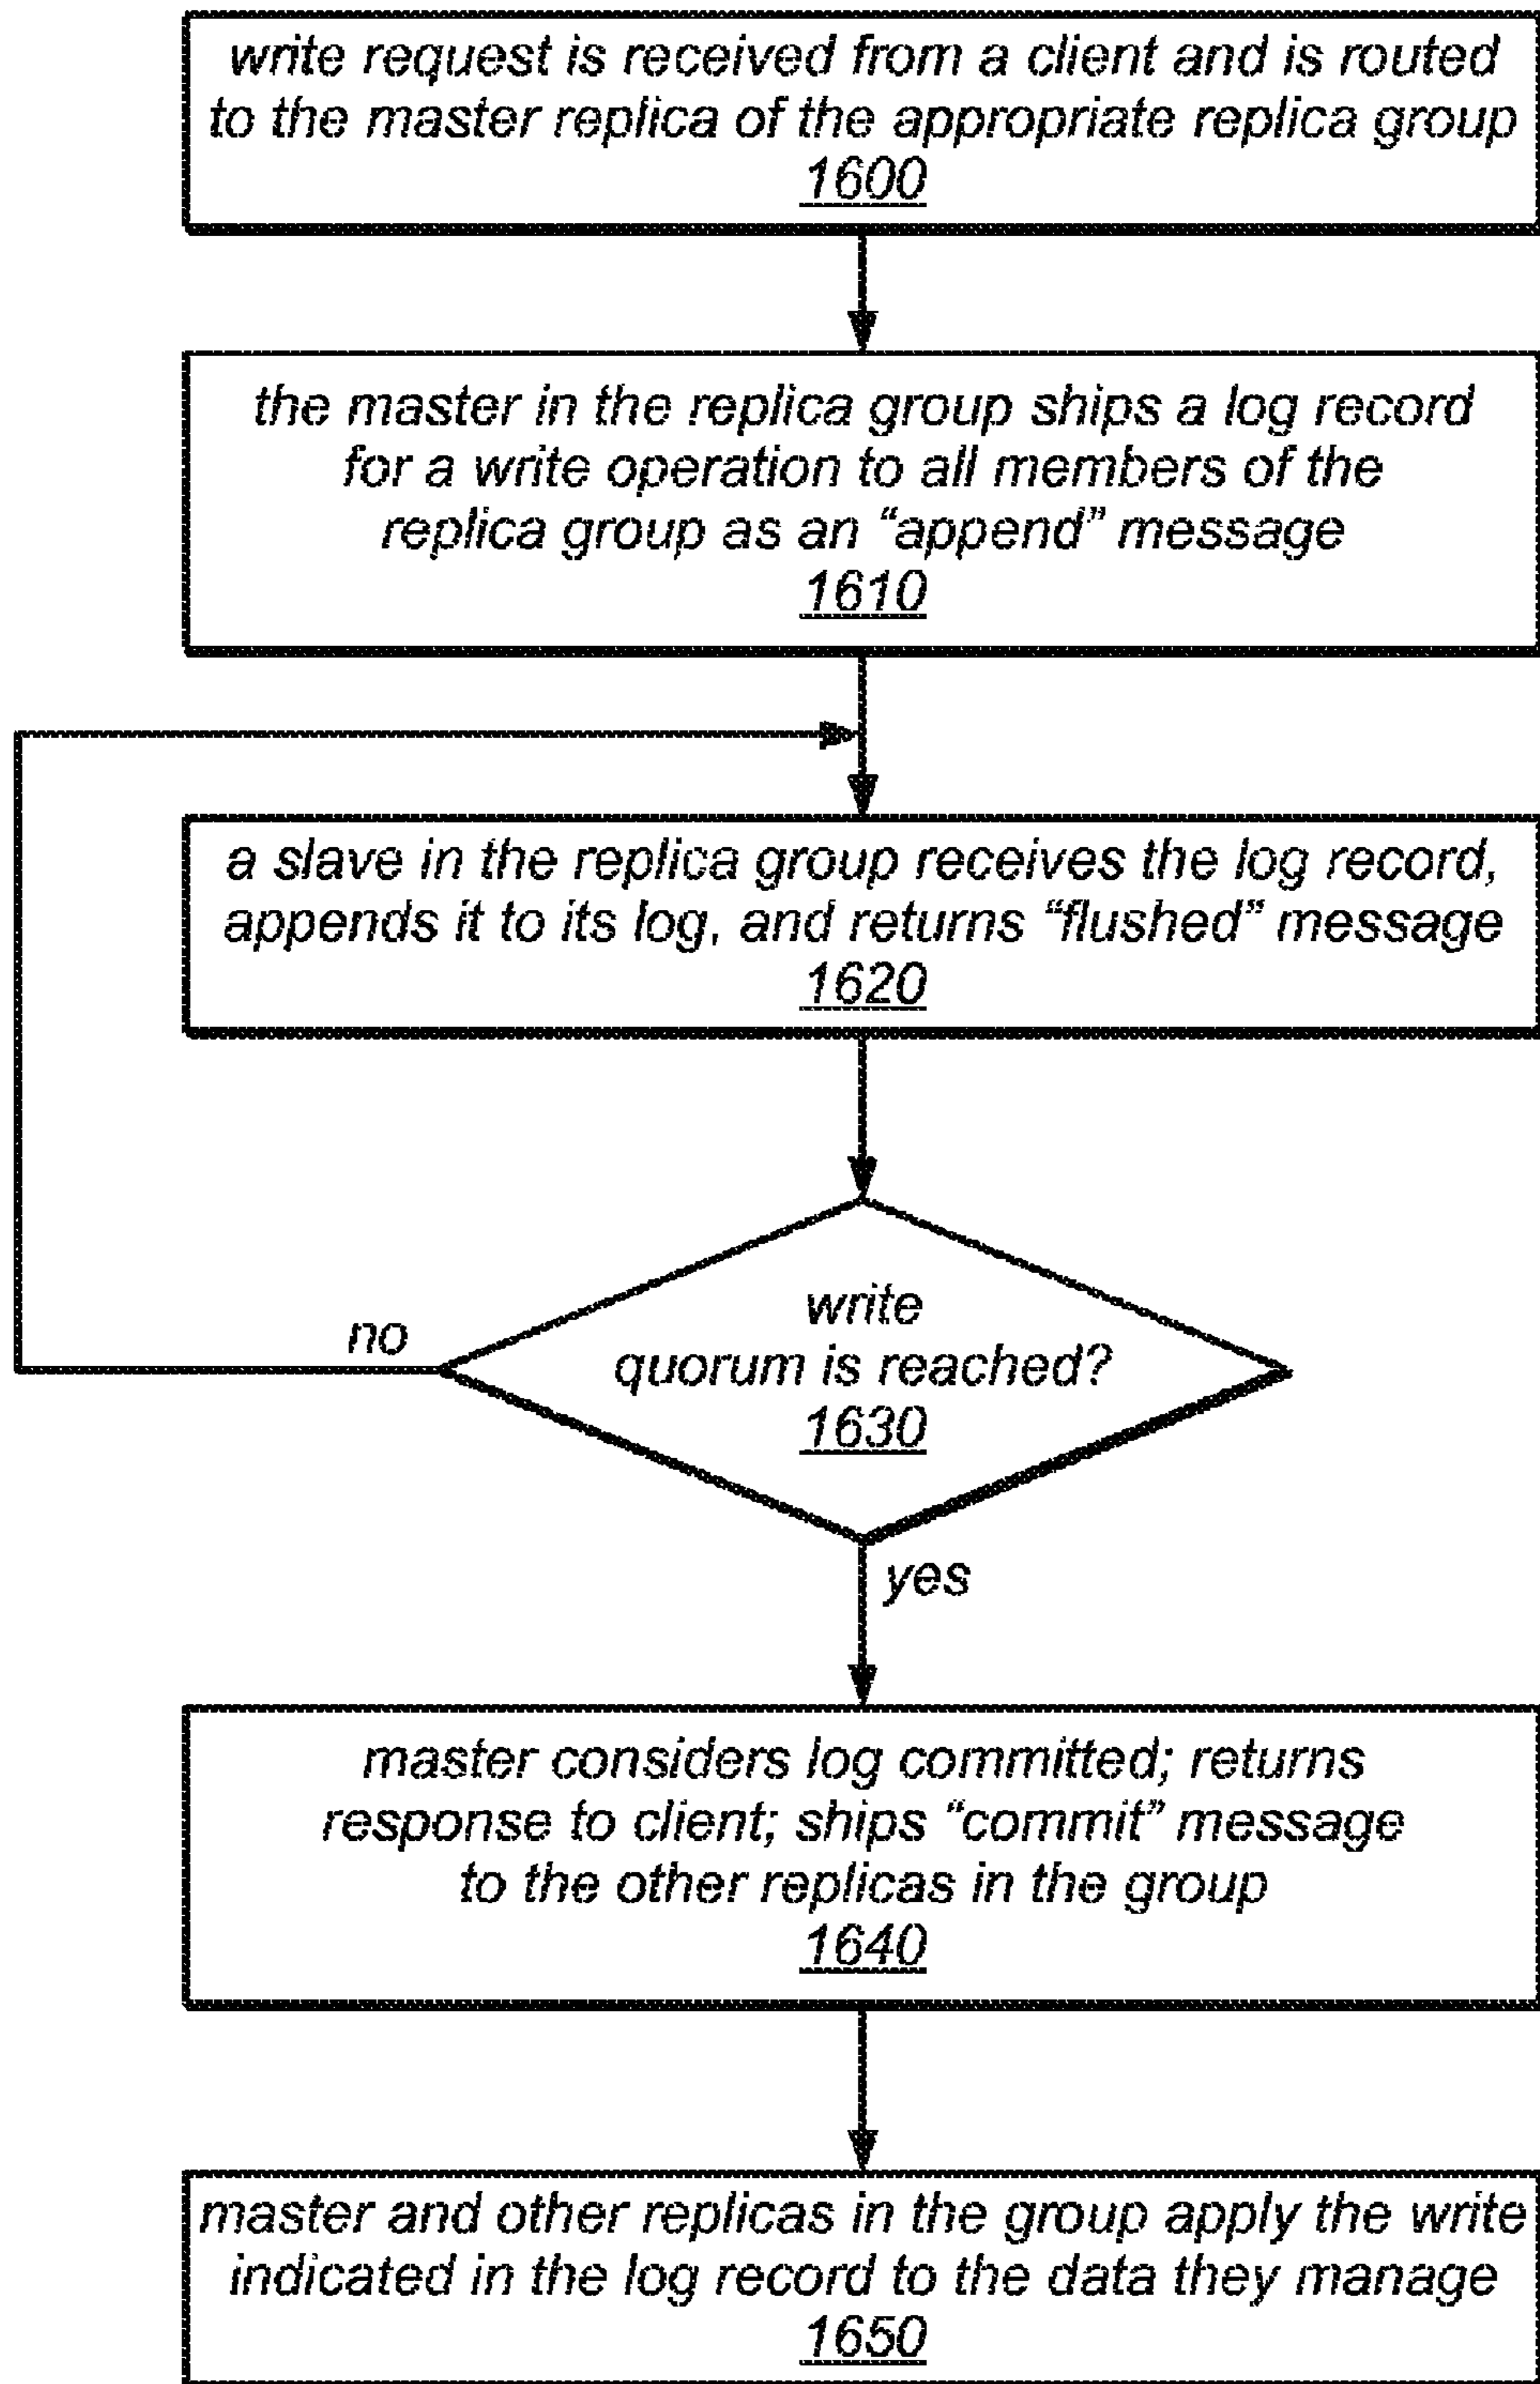 write request is received from a client and is routed
to the master replica of the appropriate replica group
1600
the master in the replica group ships a log record
for a write operation to all members of the
replica group as an “append” message
1610
a slave in the replica group receives the log record,
appends it to its log, and returns “flushed” message
1620
write
quorum is reached?
1630
no
yes
master considers log committed; returns
response to client; ships “commit” message
to the other replicas in the group
1640
master and other replicas in the group apply the write
indicated in the log record to the data they manage
1650